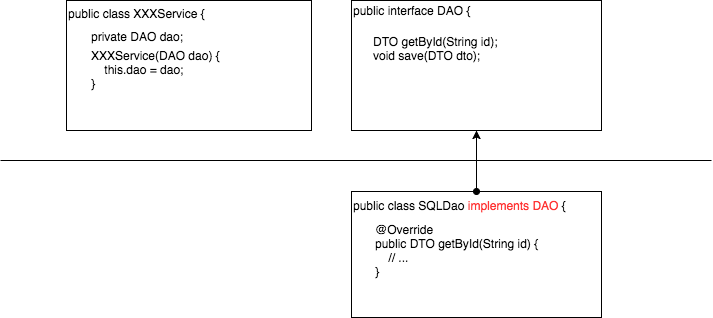 public class XXXService {
private DAO dao;
XXXService(DAO dao) {
this.dao = dao;
}
public interface DAO {
DTO getById(String id);
void save(DTO dto);
public class SQLDao implements DAO {
@Override
public DTO getById(String id) {
// ...
}